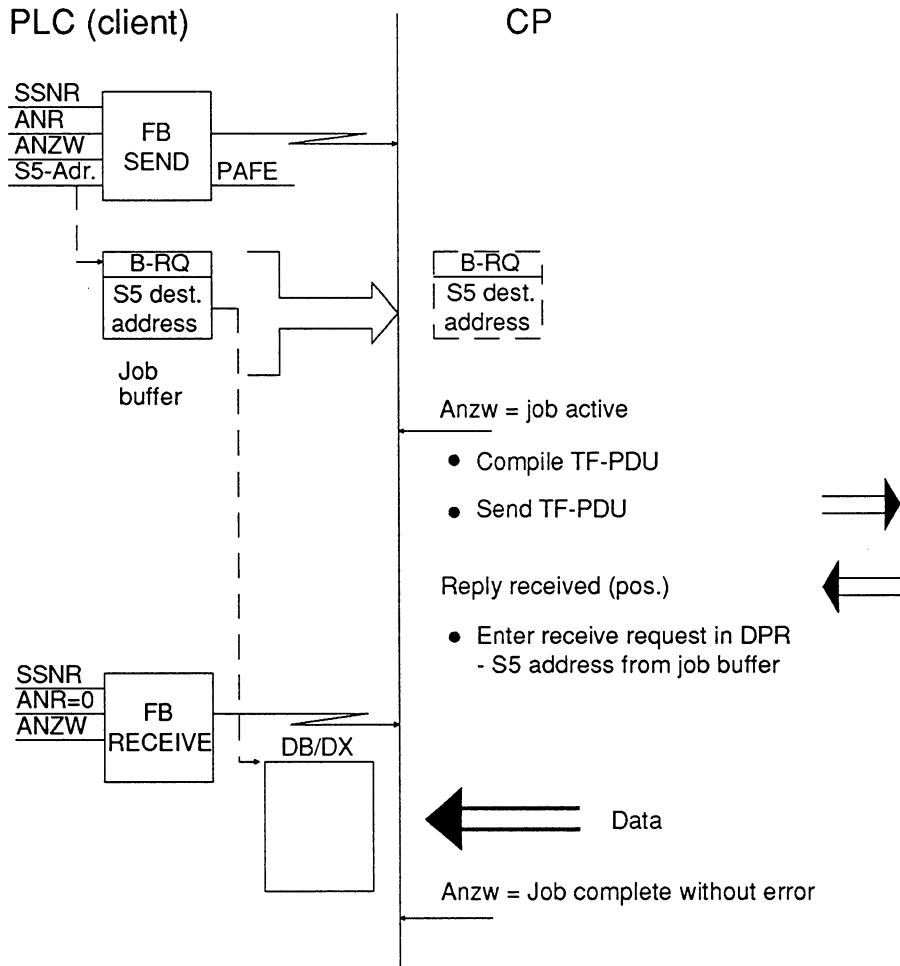 PLC (client)
CP
SSNR
ANR
ANZW
S5-Adr.
FB
SEND
PAFE
B-RQ
S5 dest.
address
Job
buffer
B-RQ
S5 dest.
address
Anzw = job active
• Compile TF-PDU
• Send TF-PDU
Reply received (pos.)
• Enter receive request in DPR
- S5 address from job buffer
SSNR
ANR=0
ANZW
FB
RECEIVE
DB/DX
Data
Anzw = Job complete without error